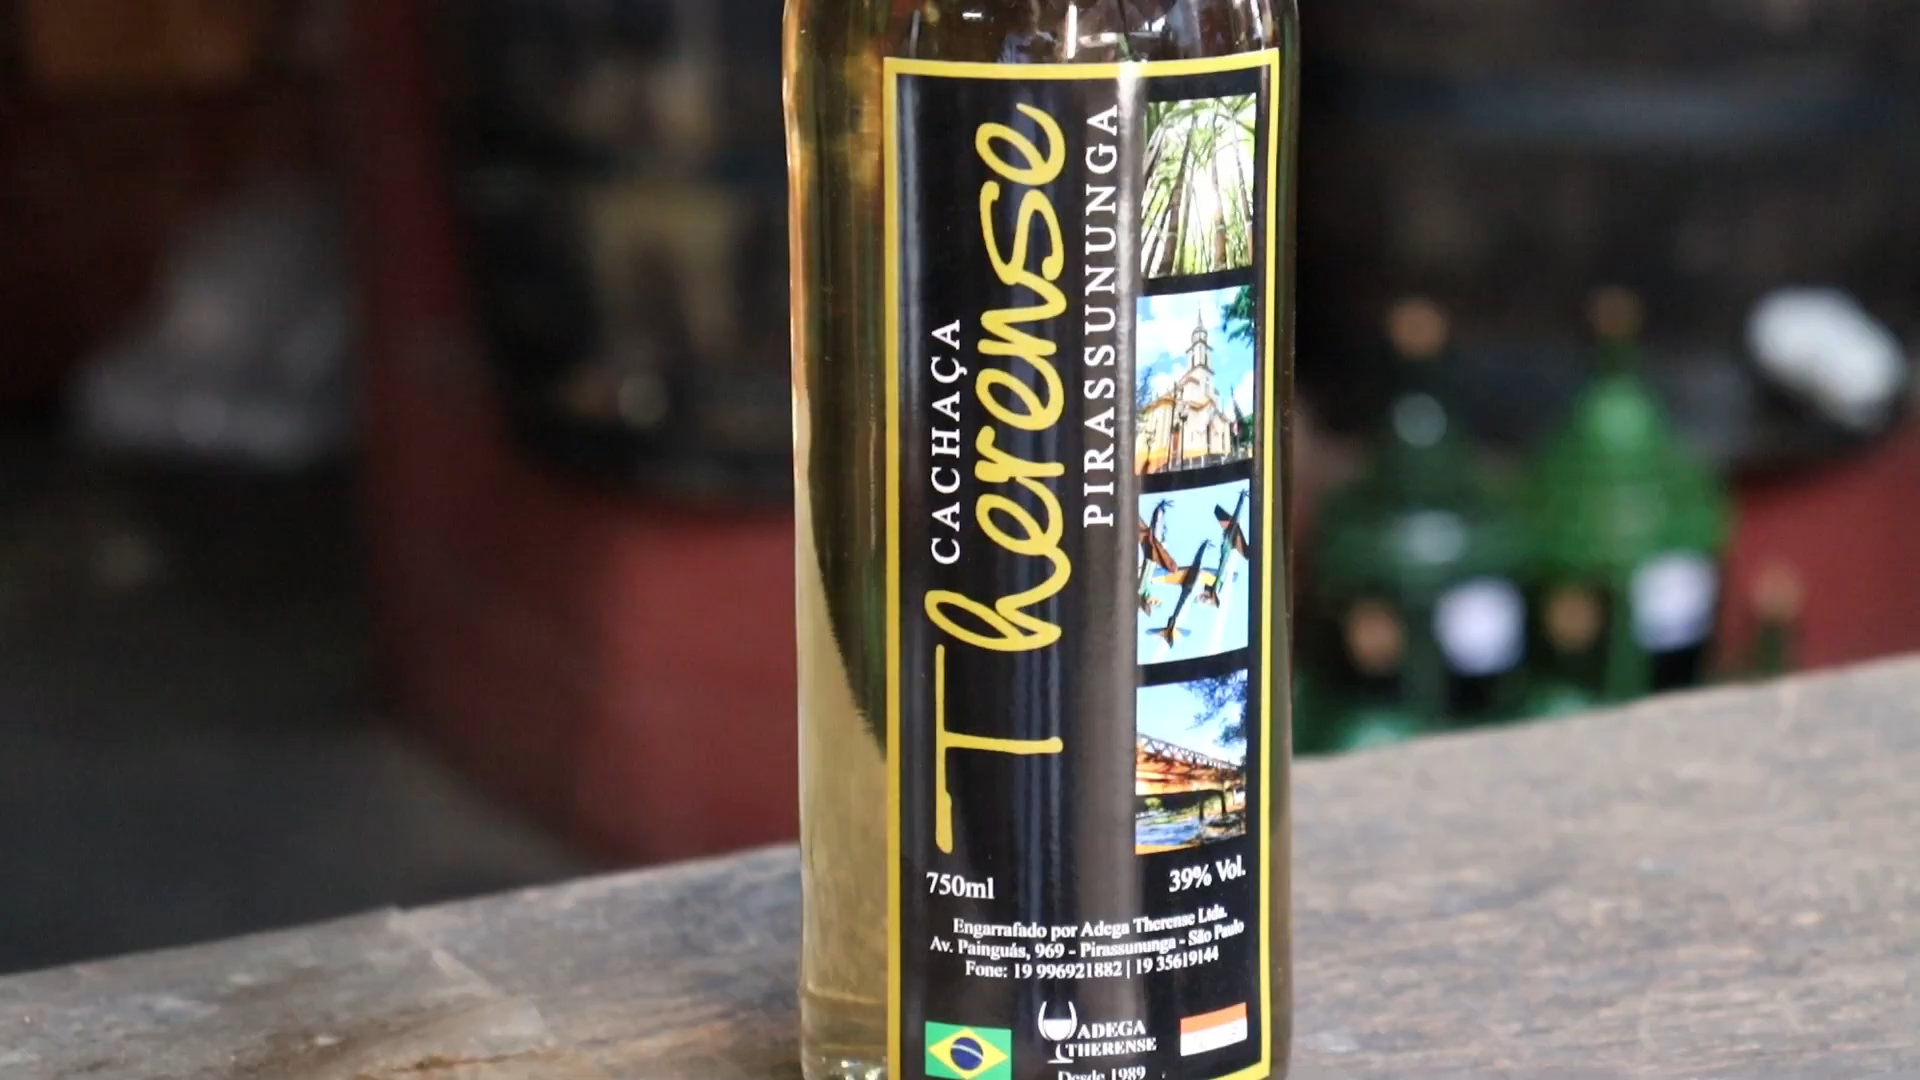 CACHAÇA
Therense
PIRASSUNUNGA
750ml
39% Vol.
Engarrafado por Adega Therense Ltda.
Av. Painguás, 969 - Pirassununga - São Paulo
Fone: 19 996921882 | 19 35619144
ADEGA
THERENSE
Desde 1989